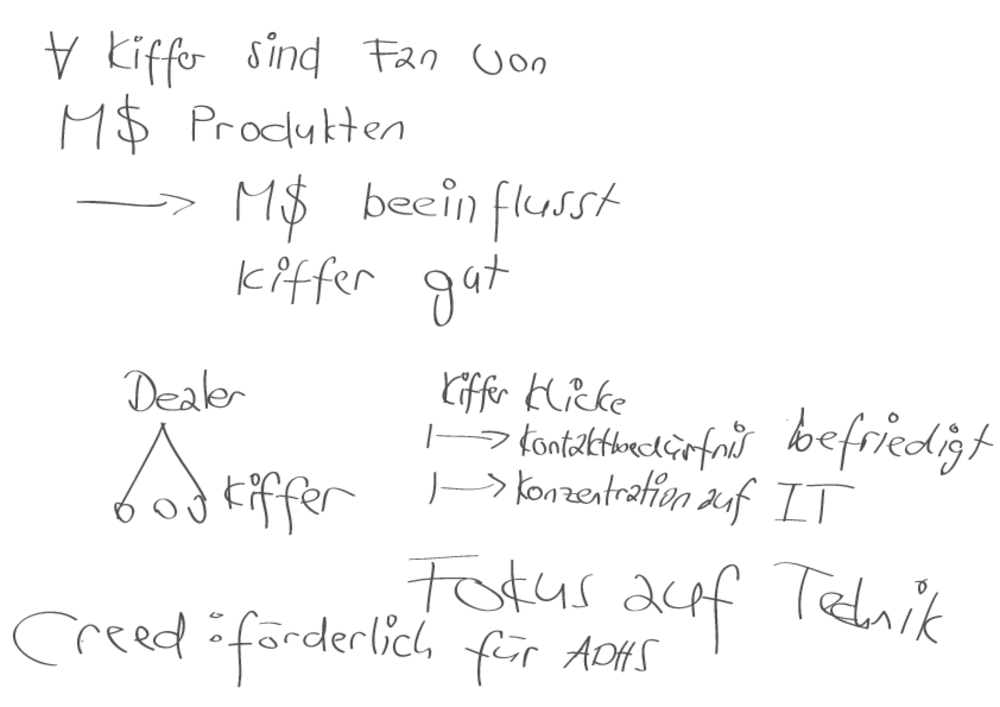 ∀ Kiffer sind Fan von
M$ Produkten
→ M$ beeinflusst
Kiffer gut
Dealer
Kiffer
Kiffer Klicke
↦ Kontaktbedürfnis befriedigt
↦ Konzentration auf IT
Fokus auf Technik
Creed: förderlich für ADHS